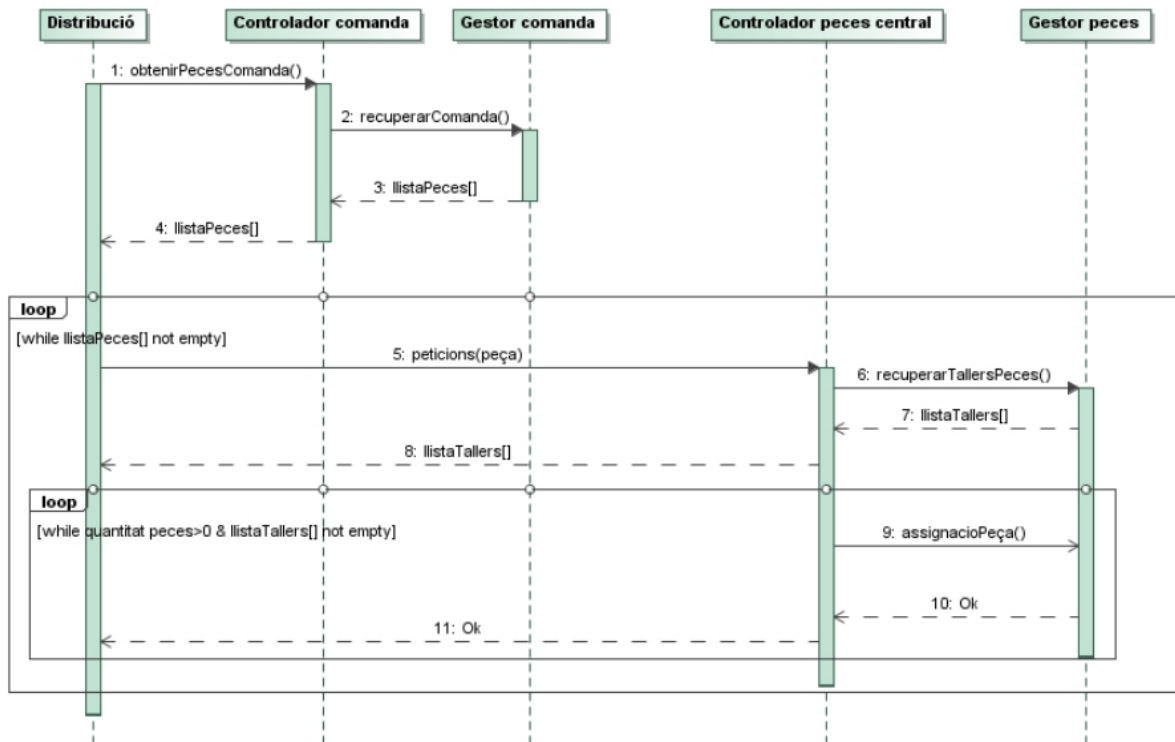 Distribució
Controlador comanda
Gestor comanda
Controlador peces central
Gestor peces
1: obtenirPecesComanda()
2: recuperarComanda()
3: llistaPeces[]
4: llistaPeces[]
loop
[while llistaPeces[] not empty]
5: peticions(peça)
6: recuperarTallersPeces()
7: llistaTallers[]
8: llistaTallers[]
loop
[while quantitat peces>0 & llistaTallers[] not empty]
9: assignacioPeça()
10: Ok
11: Ok